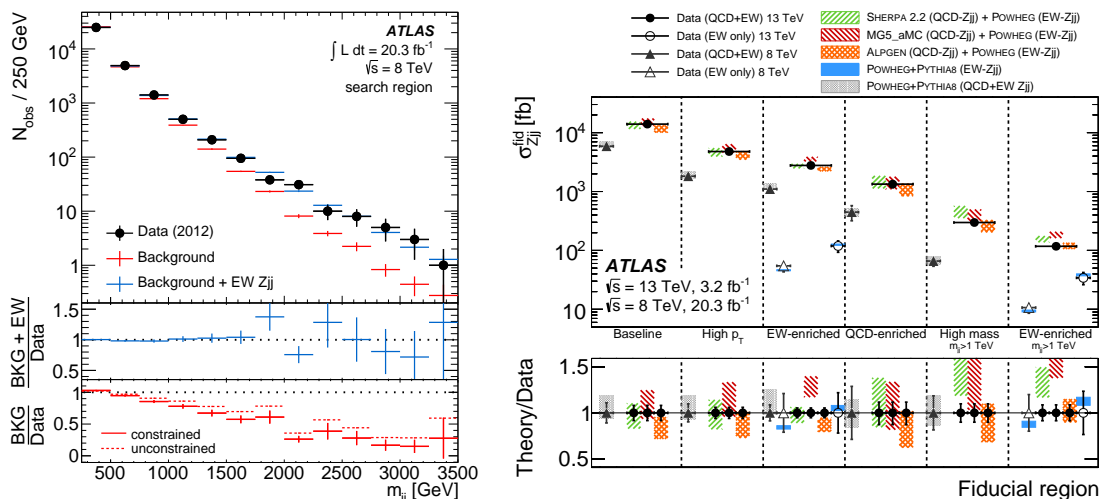 ATLAS
∫ L dt = 20.3 fb⁻¹
√s = 8 TeV
search region
N_obs / 250 GeV
10⁴
10³
10²
10
1
Data (2012)
Background
Background + EW Zjj
BKG + EW
Data
1.5
1
0.5
BKG
Data
1
0.5
0
constrained
unconstrained
500 1000 1500 2000 2500 3000 3500
m_jj [GeV]
Data (QCD+EW) 13 TeV
Data (EW only) 13 TeV
Data (QCD+EW) 8 TeV
Data (EW only) 8 TeV
SHERPA 2.2 (QCD-Zjj) + POWHEG (EW-Zjj)
MG5_aMC (QCD-Zjj) + POWHEG (EW-Zjj)
ALPGEN (QCD-Zjj) + POWHEG (EW-Zjj)
POWHEG+PYTHIA8 (EW-Zjj)
POWHEG+PYTHIA8 (QCD+EW Zjj)
σ^fid_Zjj [fb]
10⁴
10³
10²
10
ATLAS
√s = 13 TeV, 3.2 fb⁻¹
√s = 8 TeV, 20.3 fb⁻¹
Baseline High p_T EW-enriched QCD-enriched High mass EW-enriched
m_jj>1 TeV m_jj>1 TeV
Theory/Data
1.5
1
0.5
Fiducial region